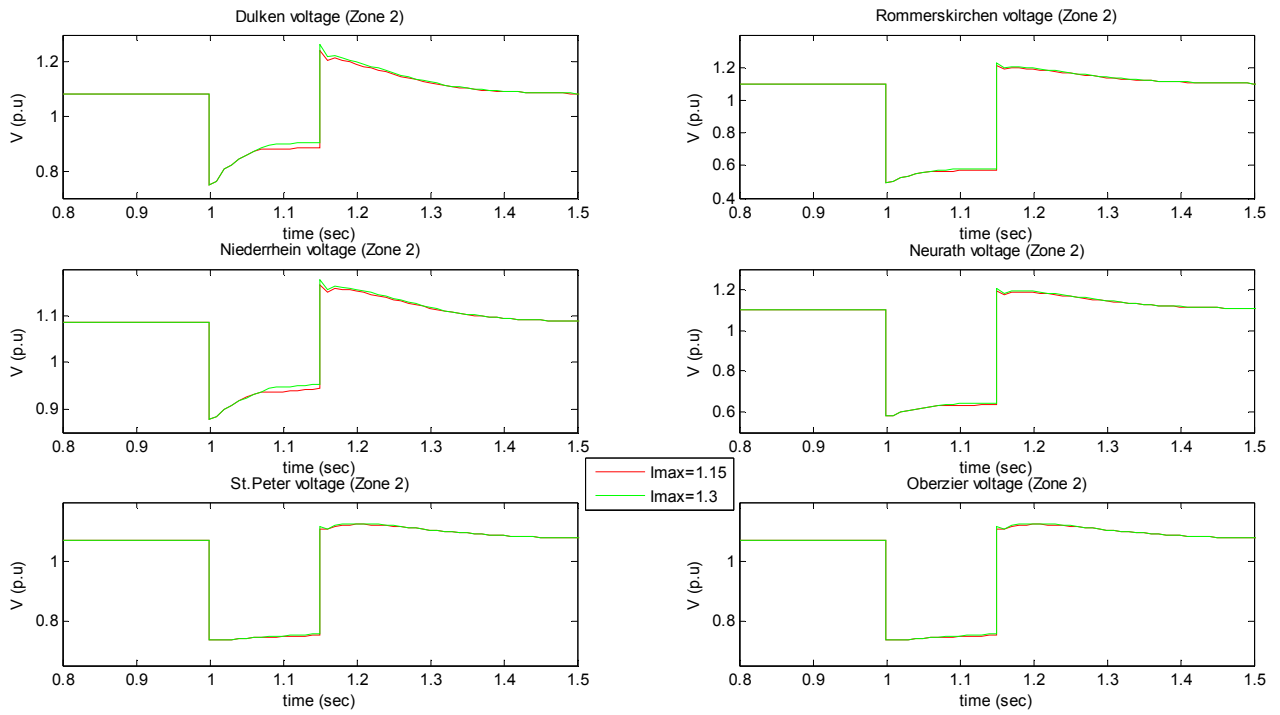 Dulken voltage (Zone 2)
V (p.u)
1.2
1
0.8
0.8 0.9 1 1.1 1.2 1.3 1.4 1.5
time (sec)
Rommerskirchen voltage (Zone 2)
V (p.u)
1.2
1
0.8
0.6
0.4
0.8 0.9 1 1.1 1.2 1.3 1.4 1.5
time (sec)
Niederrhein voltage (Zone 2)
V (p.u)
1.1
1
0.9
0.8 0.9 1 1.1 1.2 1.3 1.4 1.5
time (sec)
Neurath voltage (Zone 2)
V (p.u)
1.2
1
0.8
0.6
0.8 0.9 1 1.1 1.2 1.3 1.4 1.5
time (sec)
Imax=1.15
Imax=1.3
St.Peter voltage (Zone 2)
V (p.u)
1
0.8
0.8 0.9 1 1.1 1.2 1.3 1.4 1.5
time (sec)
Oberzier voltage (Zone 2)
V (p.u)
1
0.8
0.8 0.9 1 1.1 1.2 1.3 1.4 1.5
time (sec)